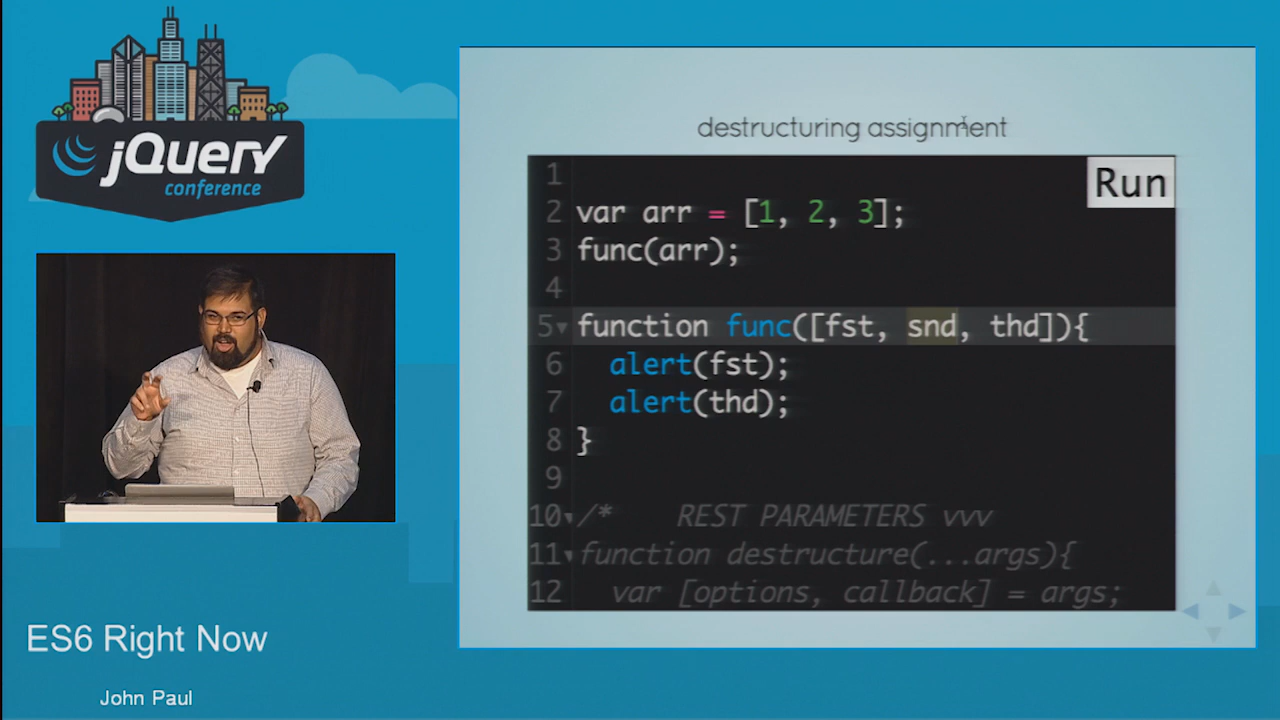 jQuery
conference
destructuring assignment
Run
1
2 var arr = [1, 2, 3];
3 func(arr);
4
5 function func([fst, snd, thd]){
6 alert(fst);
7 alert(thd);
8 }
9
10 /* REST PARAMETERS vvv
11 function destructure(...args){
12 var [options, callback] = args;
ES6 Right Now
John Paul